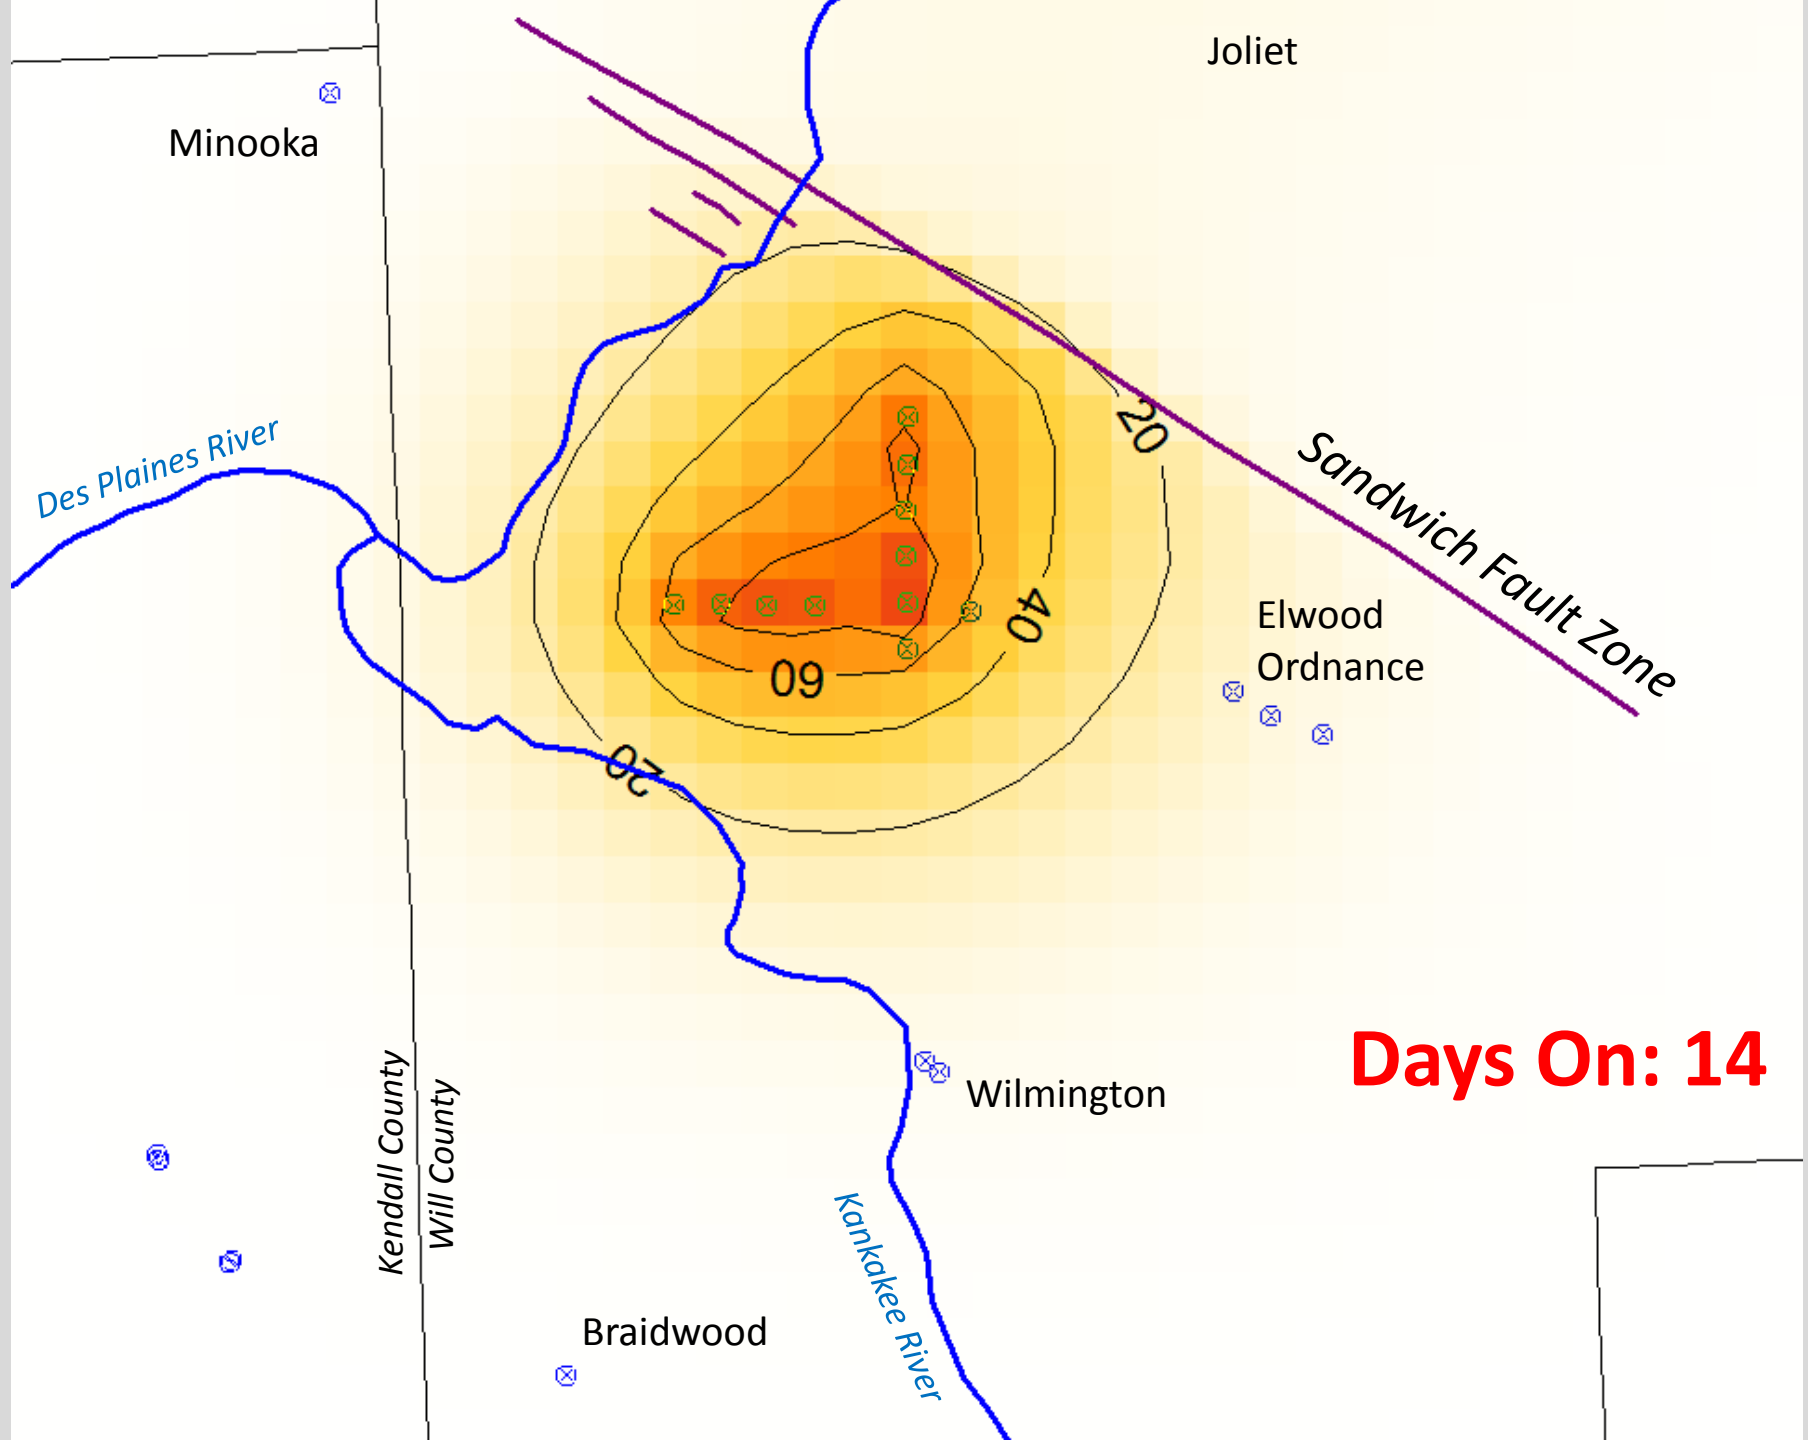 Joliet
Minooka
20
Des Plaines River
Sandwich Fault Zone
40
Elwood
Ordnance
60
20
Days On: 14
Wilmington
Kendall County
Will County
Kankakee River
Braidwood